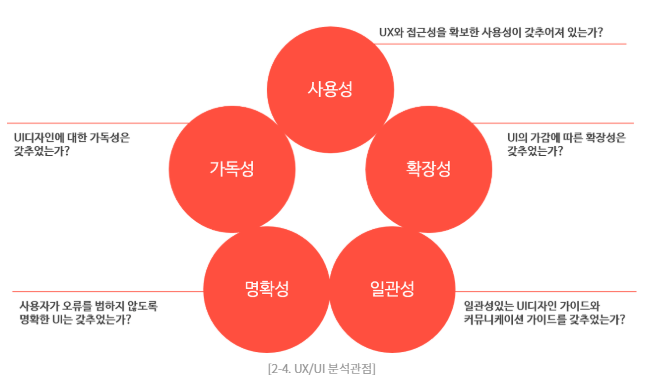 UX와 접근성을 확보한 사용성이 갖추어져 있는가?
사용성
UI디자인에 대한 가독성은
갖추었는가?
가독성
확장성
UI의 가감에 따른 확장성은
갖추었는가?
명확성
일관성
사용자가 오류를 범하지 않도록
명확한 UI는 갖추었는가?
일관성있는 UI디자인 가이드와
커뮤니케이션 가이드를 갖추었는가?
[2-4. UX/UI 분석관점]